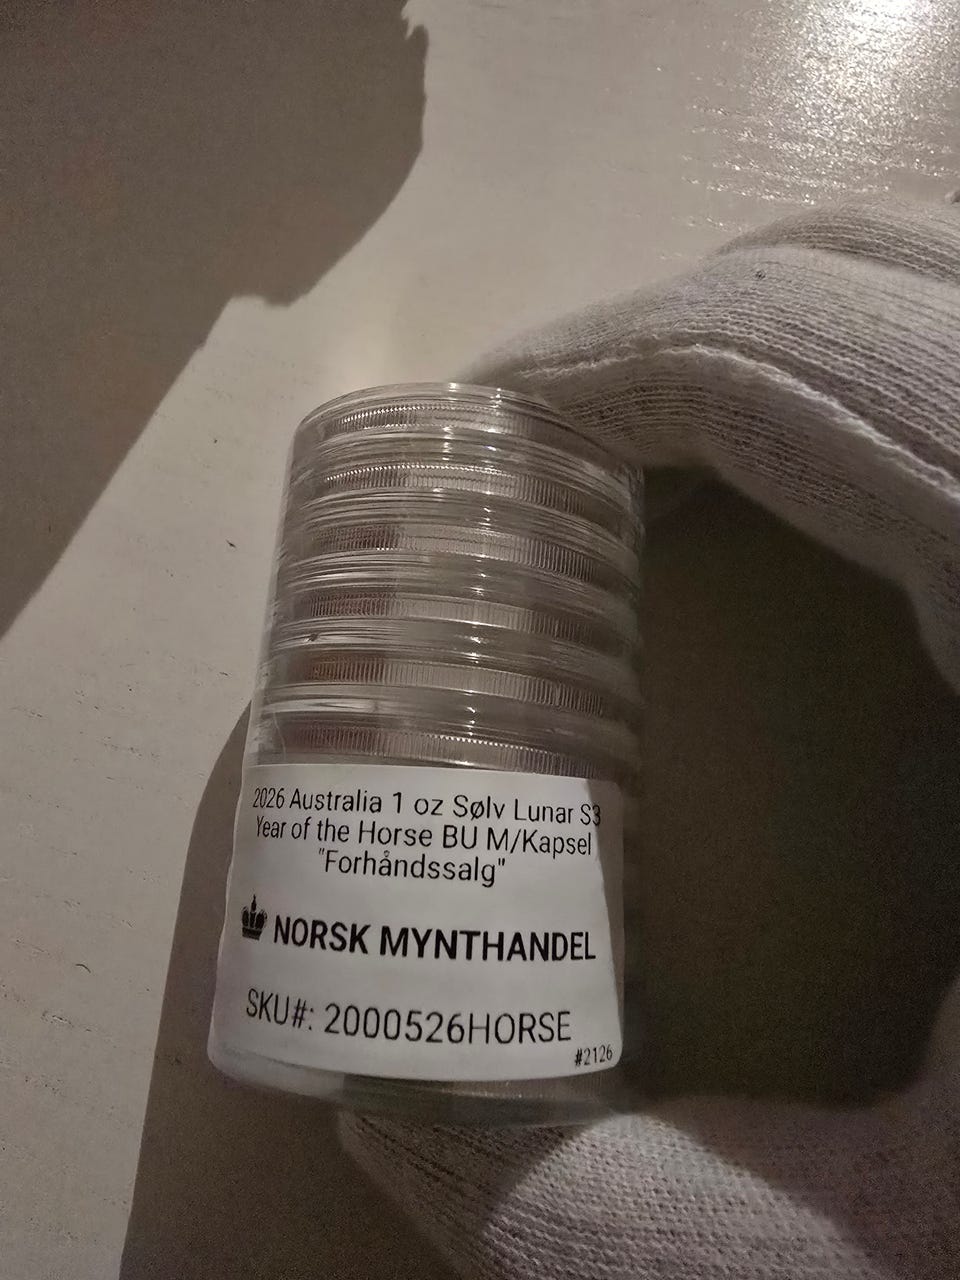 2026 Australia 1 oz Sølv Lunar S3
Year of the Horse BU M/Kapsel
"Forhåndssalg"
NORSK MYNTHANDEL
SKU#: 2000526HORSE
#2126